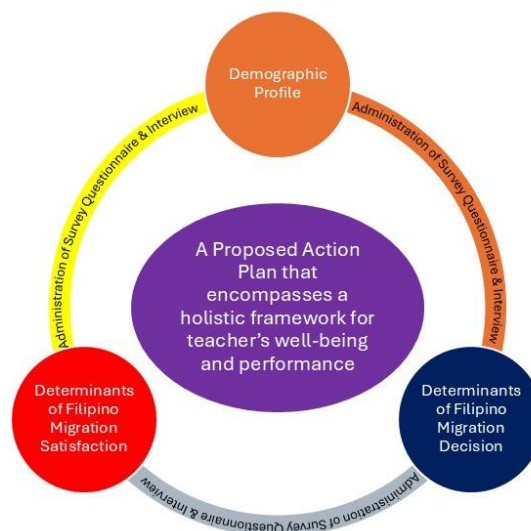 Demographic
Profile
Administration of Survey Questionnaire & Interview
Administration of Survey Questionnaire & Interview
A Proposed Action
Plan that
encompasses a
holistic framework for
teacher's well-being
and performance
Determinants
of Filipino
Migration
Satisfaction
Determinants
of Filipino
Migration
Decision
Administration of Survey Questionnaire & Interview